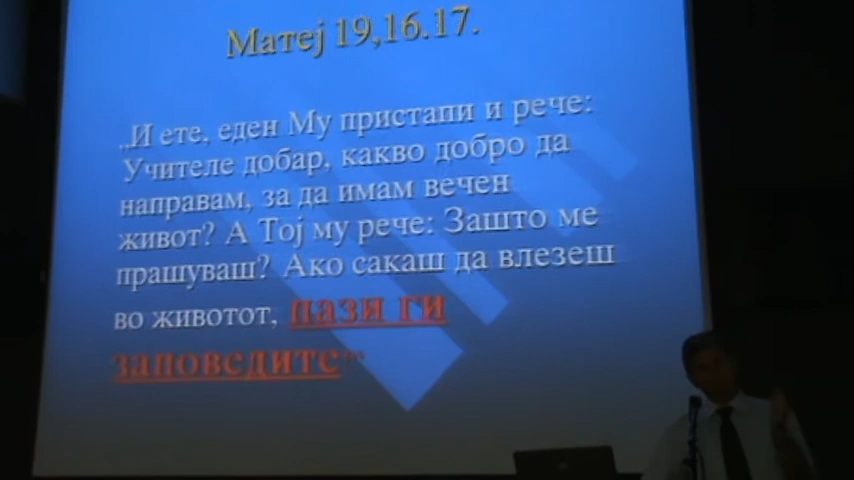 Матеј 19,16.17.
„И ете, еден Му пристапи и рече:
Учителе добар, какво добро да
направам, за да имам вечен
живот? А Тој му рече: Зашто ме
прашуваш? Ако сакаш да влезеш
во животот, пази ги
заповедите“